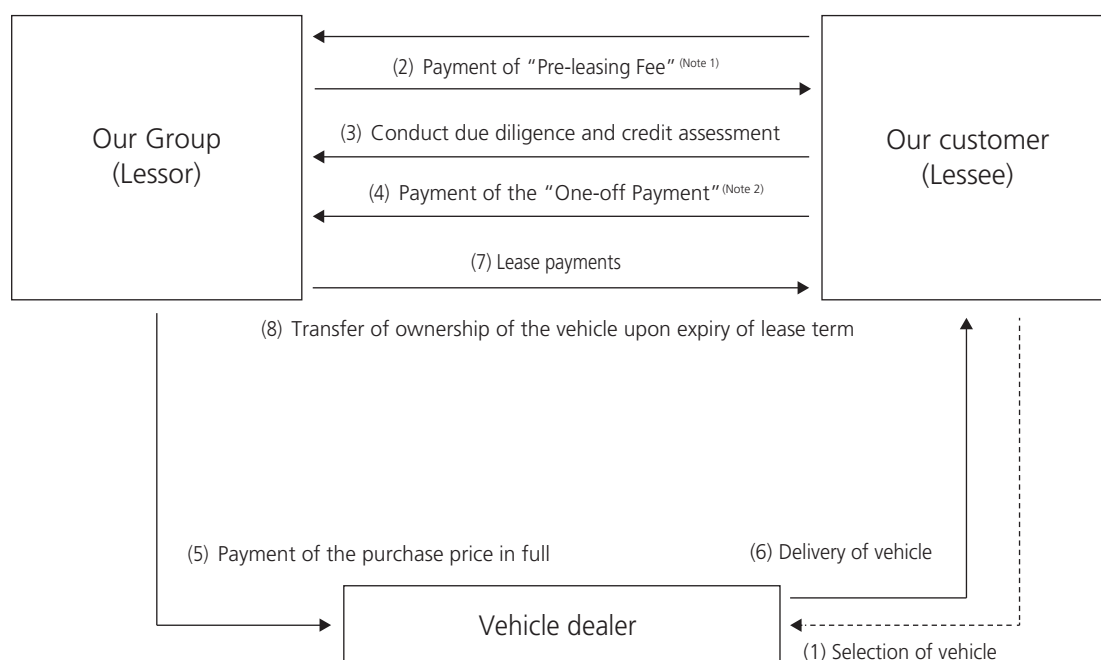 (2) Payment of “Pre-leasing Fee” (Note 1)
Our Group
(Lessor)
(3) Conduct due diligence and credit assessment
Our customer
(Lessee)
(4) Payment of the “One-off Payment” (Note 2)
(7) Lease payments
(8) Transfer of ownership of the vehicle upon expiry of lease term
(5) Payment of the purchase price in full
(6) Delivery of vehicle
Vehicle dealer
(1) Selection of vehicle